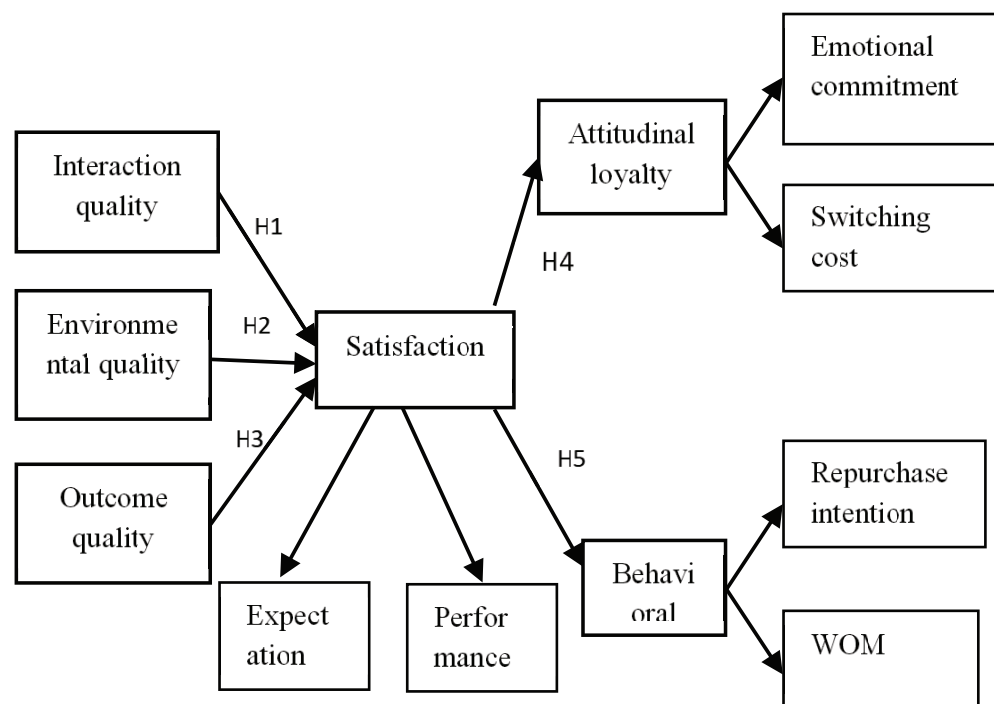 Emotional
commitment
Attitudinal
loyalty
Interaction
quality
Switching
cost
H1
H4
Environme
ntal quality
H2
Satisfaction
H3
H5
Outcome
quality
Repurchase
intention
Expect
ation
Perfor
mance
Behavi
oral
WOM